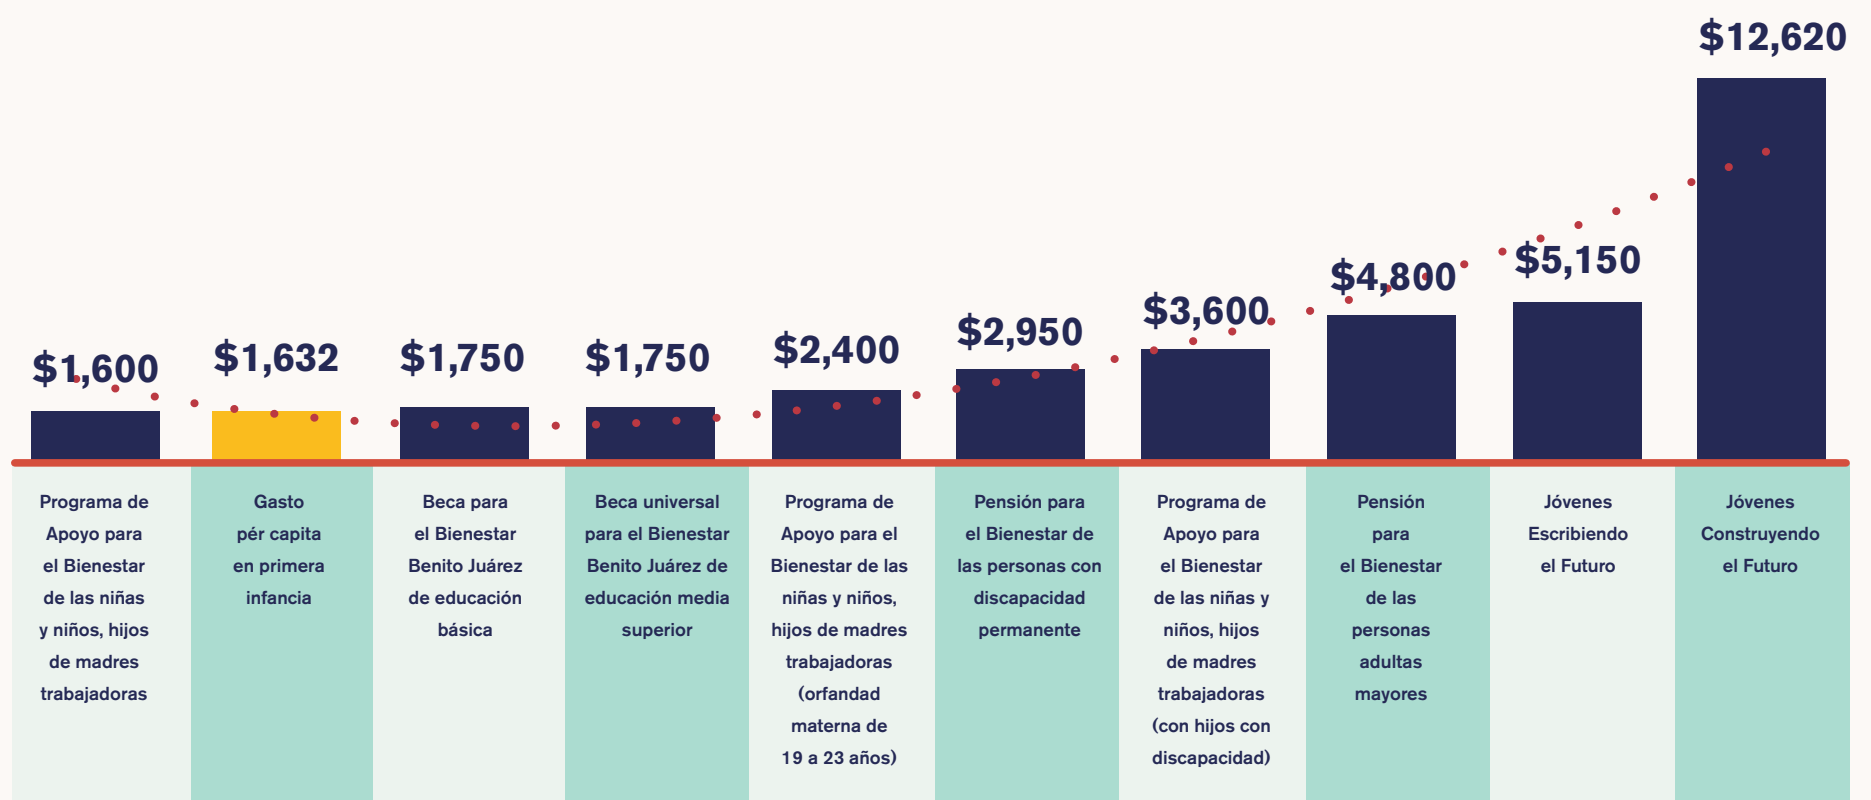 $1,600
$1,632
$1,750
$1,750
$2,400
$2,950
$3,600
$4,800
$5,150
$12,620
Programa de
Apoyo para
el Bienestar
de las niñas
y niños, hijos
de madres
trabajadoras
Gasto
pér capita
en primera
infancia
Beca para
el Bienestar
Benito Juárez
de educación
básica
Beca universal
para el Bienestar
Benito Juárez de
educación media
superior
Programa de
Apoyo para el
Bienestar de las
niñas y niños,
hijos de madres
trabajadoras
(orfandad
materna de
19 a 23 años)
Pensión para
el Bienestar de
las personas con
discapacidad
permanente
Programa de
Apoyo para
el Bienestar
de las niñas y
niños, hijos
de madres
trabajadoras
(con hijos con
discapacidad)
Pensión
para
el Bienestar
de las
personas
adultas
mayores
Jóvenes
Escribiendo
el Futuro
Jóvenes
Construyendo
el Futuro